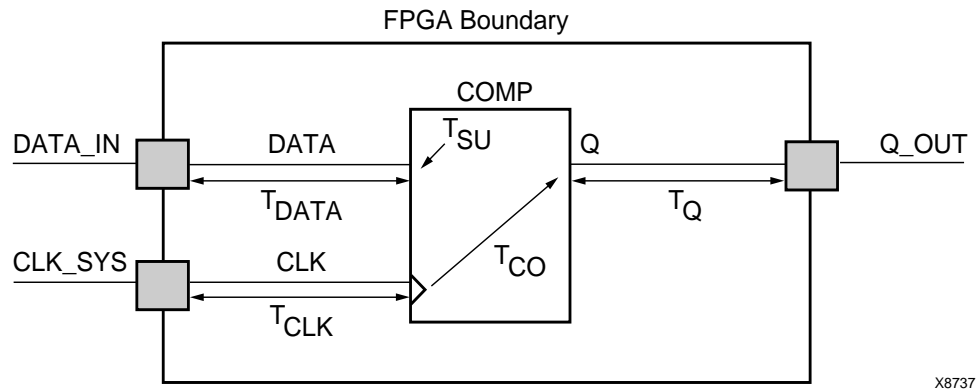 FPGA Boundary
COMP
DATA_IN
DATA
TSU
Q
Q_OUT
TDATA
TQ
CLK_SYS
CLK
TCO
TCLK
X8737